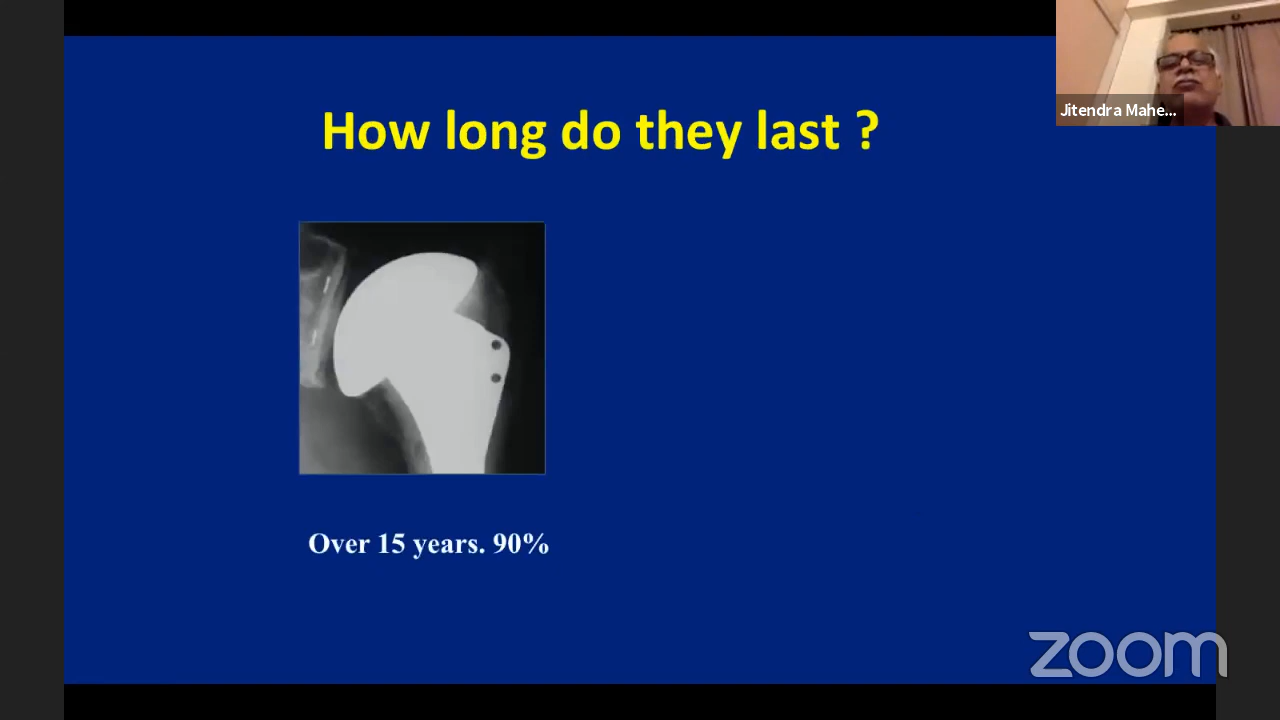 How long do they last ?
Jitendra Mahe...
Over 15 years. 90%
zoom